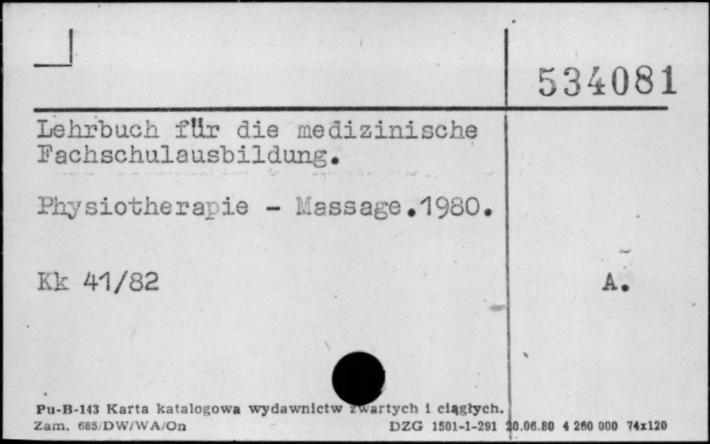 534081
Lehrbuch für die medizinische
Fachschulausbildung.
Physiotherapie - Massage.1980.
Kk 41/82
A.
Pu-B-143 Karta katalogowa wydawnictw zwartych i ciągłych.
Zam. 685/DW/WA/On DZG 1501-1-291 20.06.80 4 260 000 74x120